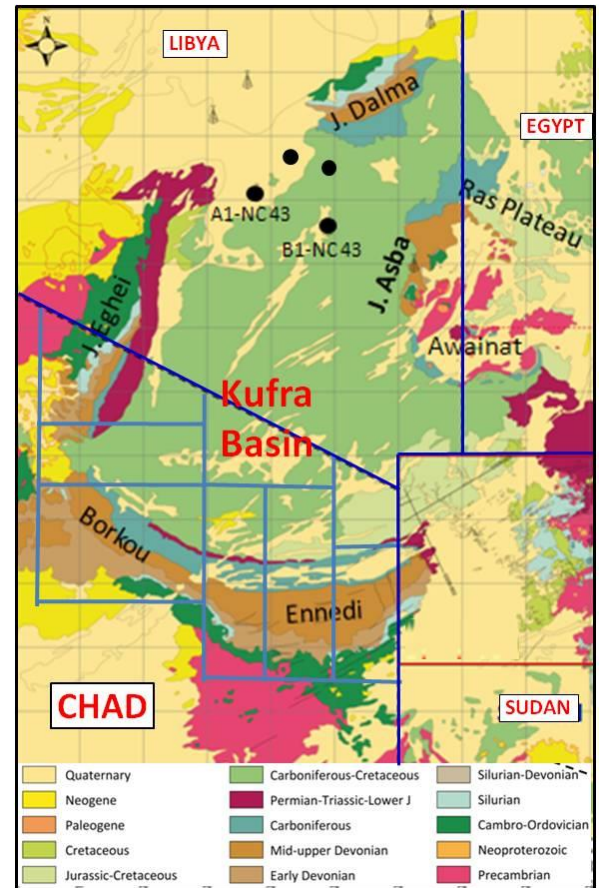 N
LIBYA
J. Dalma
EGYPT
Ras Plateau
A1-NC43
B1-NC43
J. Asba
J. Eghei
Awainat
Kufra
Basin
Borkou
Ennedi
CHAD
SUDAN
Quaternary
Neogene
Paleogene
Cretaceous
Jurassic-Cretaceous
Carboniferous-Cretaceous
Permian-Triassic-Lower J
Carboniferous
Mid-upper Devonian
Early Devonian
Silurian-Devonian
Silurian
Cambro-Ordovician
Neoproterozoic
Precambrian